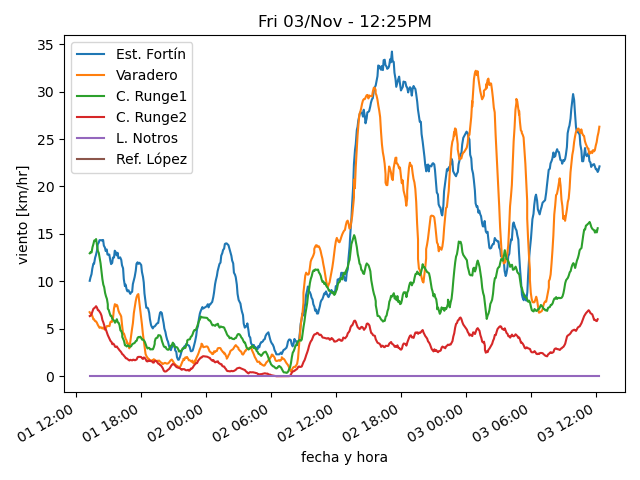 Fri 03/Nov - 12:25PM
Est. Fortín
Varadero
C. Runge1
C. Runge2
L. Notros
Ref. López
viento [km/hr]
35
30
25
20
15
10
5
0
01 12:00
01 18:00
02 00:00
02 06:00
02 12:00
02 18:00
03 00:00
03 06:00
03 12:00
fecha y hora